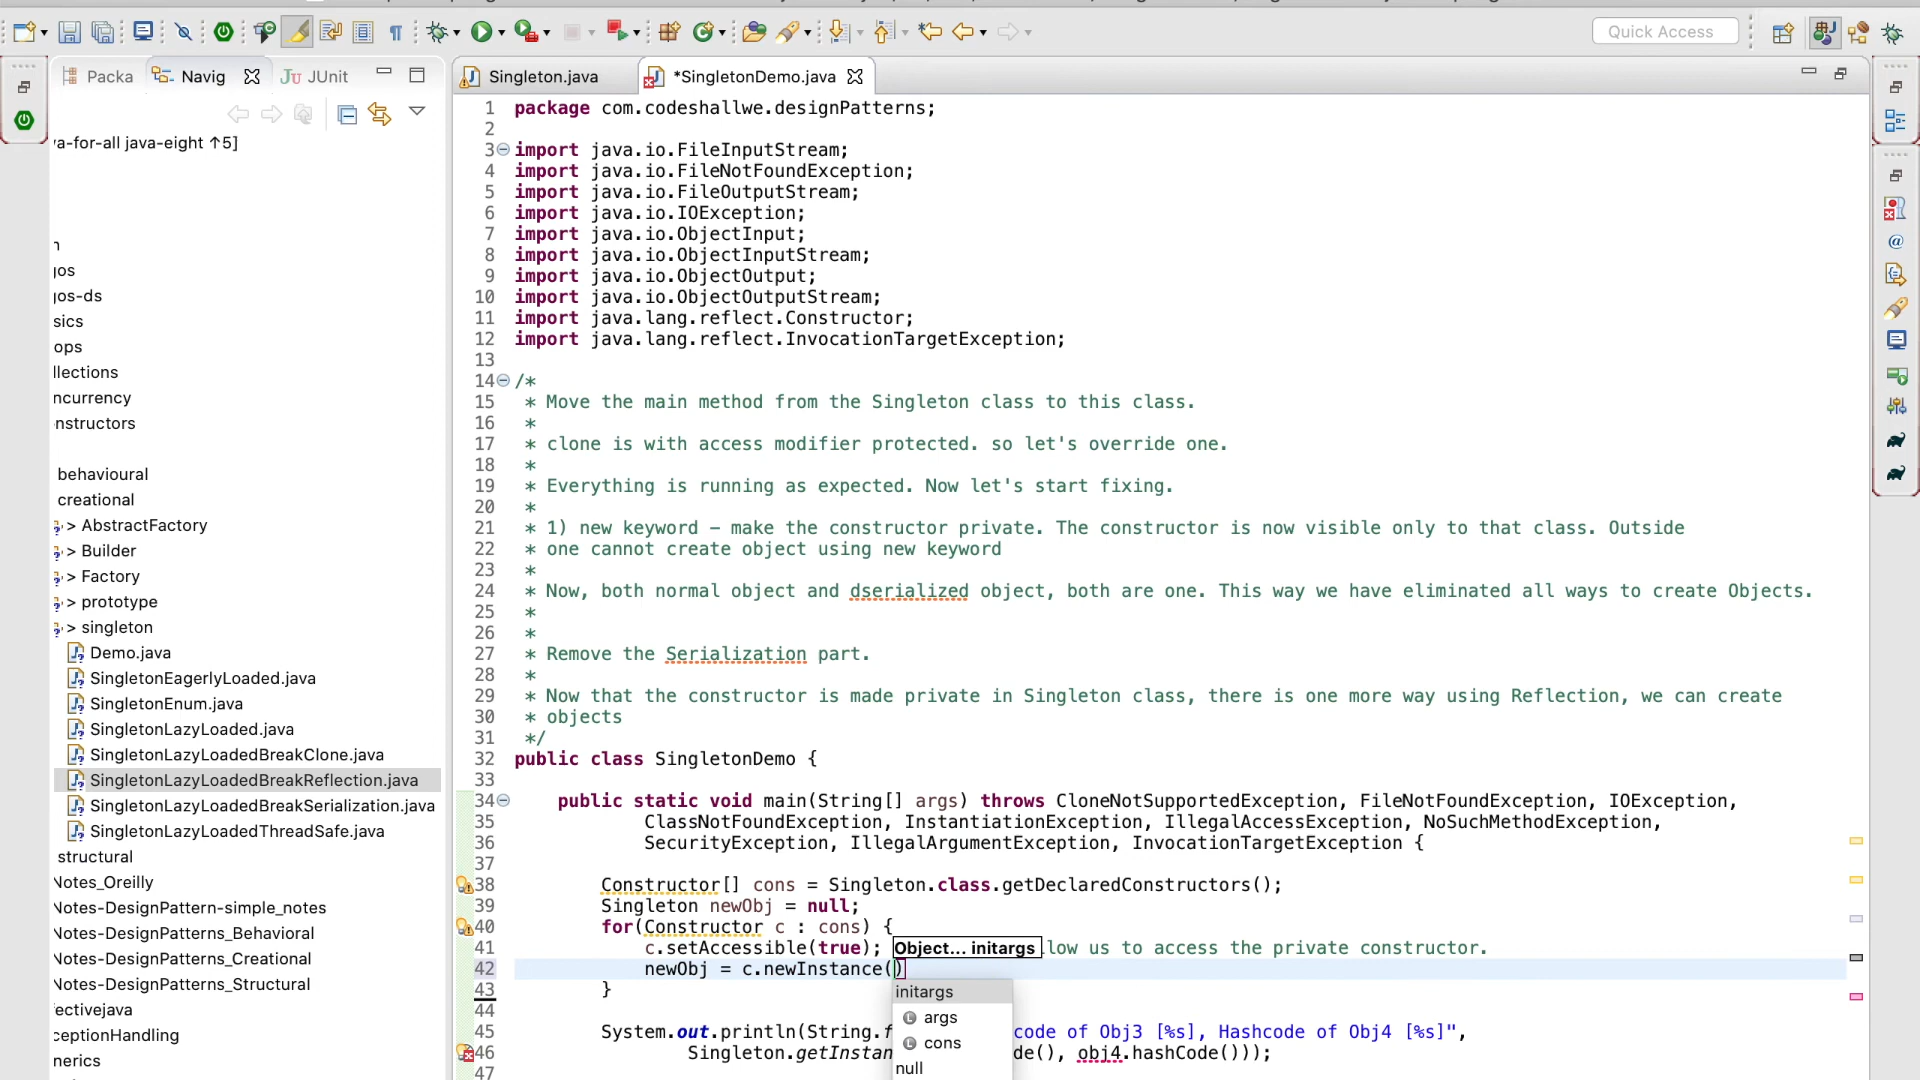 Quick Access
Packa
Navig
JUnit
Singleton.java
*SingletonDemo.java
/a-for-all java-eight ↑5]
sics
ops
llections
ncurrency
nstructors
behavioural
creational
> AbstractFactory
> Builder
> Factory
> prototype
> singleton
Demo.java
SingletonEagerlyLoaded.java
SingletonEnum.java
SingletonLazyLoaded.java
SingletonLazyLoadedBreakClone.java
SingletonLazyLoadedBreakReflection.java
SingletonLazyLoadedBreakSerialization.java
SingletonLazyLoadedThreadSafe.java
structural
Notes_Oreilly
Notes-DesignPattern-simple_notes
Notes-DesignPatterns_Behavioral
Notes-DesignPatterns_Creational
Notes-DesignPatterns_Structural
ectivejava
ceptionHandling
nerics
1 package com.codeshallwe.designPatterns;
2
3 import java.io.FileInputStream;
4 import java.io.FileNotFoundException;
5 import java.io.FileOutputStream;
6 import java.io.IOException;
7 import java.io.ObjectInput;
8 import java.io.ObjectInputStream;
9 import java.io.ObjectOutput;
10 import java.io.ObjectOutputStream;
11 import java.lang.reflect.Constructor;
12 import java.lang.reflect.InvocationTargetException;
13
14 /*
15 * Move the main method from the Singleton class to this class.
16 *
17 * clone is with access modifier protected. so let's override one.
18 *
19 * Everything is running as expected. Now let's start fixing.
20 *
21 * 1) new keyword – make the constructor private. The constructor is now visible only to that class. Outside
22 * one cannot create object using new keyword
23 *
24 * Now, both normal object and dserialized object, both are one. This way we have eliminated all ways to create Objects.
25 *
26 *
27 * Remove the Serialization part.
28 *
29 * Now that the constructor is made private in Singleton class, there is one more way using Reflection, we can create
30 * objects
31 */
32 public class SingletonDemo {
33
34 public static void main(String[] args) throws CloneNotSupportedException, FileNotFoundException, IOException,
35 ClassNotFoundException, InstantiationException, IllegalAccessException, NoSuchMethodException,
36 SecurityException, IllegalArgumentException, InvocationTargetException {
37
38 Constructor[] cons = Singleton.class.getDeclaredConstructors();
39 Singleton newObj = null;
40 for(Constructor c : cons) {
41 c.setAccessible(true); Object... initargs low us to access the private constructor.
42 newObj = c.newInstance()
43 }
44
45 System.out.println(String.f code of Obj3 [%s], Hashcode of Obj4 [%s]",
46 Singleton.getInstan de(), obj4.hashCode()));
47
initargs
args
cons
null